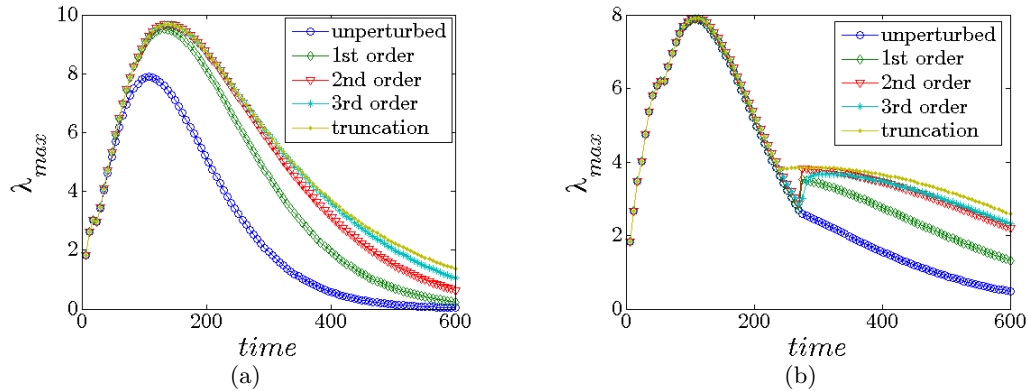 10
8
6
4
2
0
λmax
0
200
400
600
time
unperturbed
1st order
2nd order
3rd order
truncation
(a)
8
6
4
2
0
λmax
0
200
400
600
time
unperturbed
1st order
2nd order
3rd order
truncation
(b)